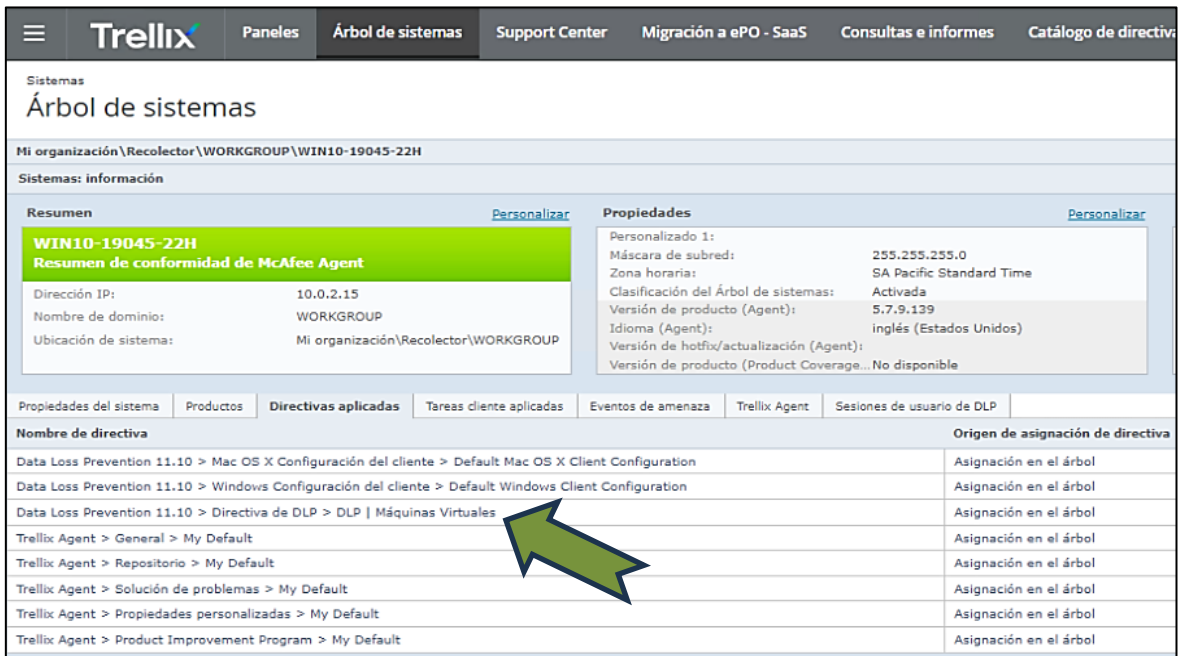 Trellix Paneles Árbol de sistemas Support Center Migración a ePO - SaaS Consultas e informes Catálogo de directiva
Sistemas
Árbol de sistemas
Mi organización\Recolector\WORKGROUP\WIN10-19045-22H
Sistemas: información
Resumen Personalizar
WIN10-19045-22H
Resumen de conformidad de McAfee Agent
Dirección IP: 10.0.2.15
Nombre de dominio: WORKGROUP
Ubicación de sistema: Mi organización\Recolector\WORKGROUP
Propiedades Personalizar
Personalizado 1:
Máscara de subred: 255.255.255.0
Zona horaria: SA Pacific Standard Time
Clasificación del Árbol de sistemas: Activada
Versión de producto (Agent): 5.7.9.139
Idioma (Agent): inglés (Estados Unidos)
Versión de hotfix/actualización (Agent):
Versión de producto (Product Coverage... No disponible
Propiedades del sistema Productos Directivas aplicadas Tareas cliente aplicadas Eventos de amenaza Trellix Agent Sesiones de usuario de DLP
Nombre de directiva Origen de asignación de directiva
Data Loss Prevention 11.10 > Mac OS X Configuración del cliente > Default Mac OS X Client Configuration Asignación en el árbol
Data Loss Prevention 11.10 > Windows Configuración del cliente > Default Windows Client Configuration Asignación en el árbol
Data Loss Prevention 11.10 > Directiva de DLP > DLP | Máquinas Virtuales Asignación en el árbol
Trellix Agent > General > My Default Asignación en el árbol
Trellix Agent > Repositorio > My Default Asignación en el árbol
Trellix Agent > Solución de problemas > My Default Asignación en el árbol
Trellix Agent > Propiedades personalizadas > My Default Asignación en el árbol
Trellix Agent > Product Improvement Program > My Default Asignación en el árbol